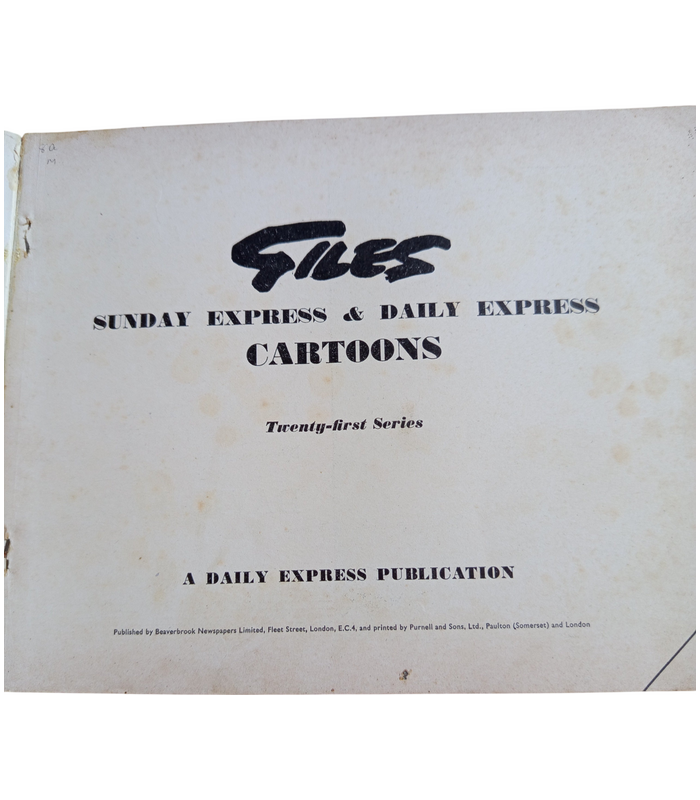 GILES
SUNDAY EXPRESS & DAILY EXPRESS
CARTOONS
Twenty-first Series
A DAILY EXPRESS PUBLICATION
Published by Beaverbrook Newspapers Limited, Fleet Street, London, E.C.4, and printed by Purnell and Sons, Ltd., Paulton (Somerset) and London